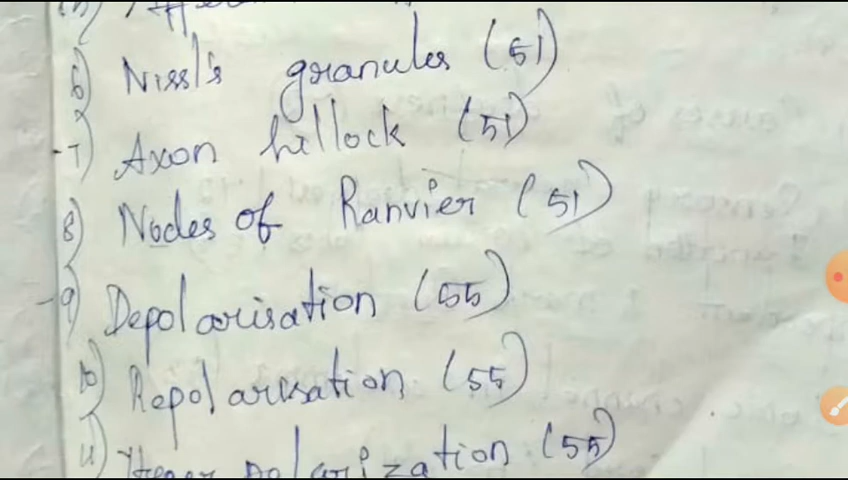 6) Nissl's granules (51)
7) Axon hillock (51)
8) Nodes of Ranvier (51)
9) Depolarisation (55)
10) Repolarisation (55)
11) Hyperpolarization (55)